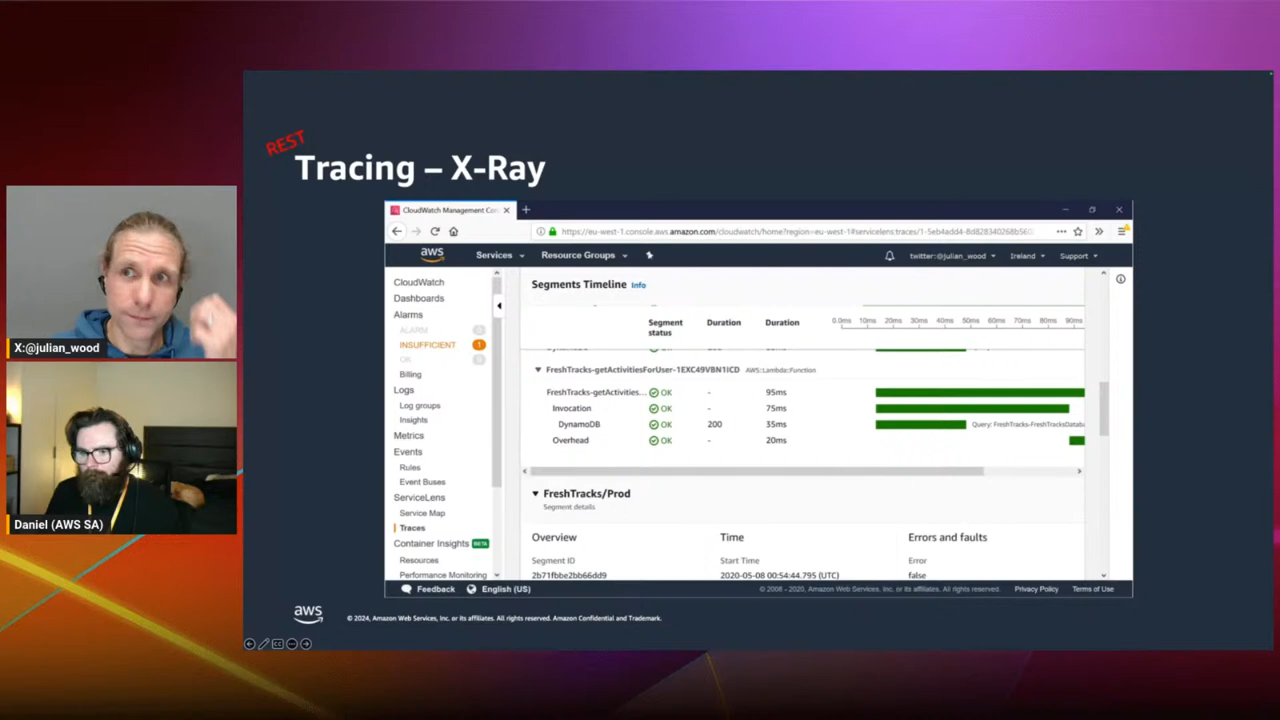 REST
Tracing – X-Ray
CloudWatch Management Con
https://eu-west-1.console.aws.amazon.com/cloudwatch/home?region=eu-west-1#servicelens:traces/1-5eb4add4-8d828340268b560
aws
Services
Resource Groups
twitter:@julian_wood
Ireland
Support
CloudWatch
Dashboards
Alarms
ALARM 0
INSUFFICIENT 1
OK 0
Billing
Logs
Log groups
Insights
Metrics
Events
Rules
Event Buses
ServiceLens
Service Map
Traces
Container Insights BETA
Resources
Performance Monitoring
Segments Timeline Info
Segment status
Duration
Duration
0.0ms 10ms 20ms 30ms 40ms 50ms 60ms 70ms 80ms 90ms
FreshTracks-getActivitiesForUser-1EXC49VBN1ICD AWS::Lambda::Function
FreshTracks-getActivities... OK - 95ms
Invocation OK - 75ms
DynamoDB OK 200 35ms Query: FreshTracks-FreshTracksDataba
Overhead OK - 20ms
FreshTracks/Prod
Segment details
Overview
Time
Errors and faults
Segment ID
Start Time
Error
2b71fbbe2bb66dd9
2020-05-08 00:54:44.795 (UTC)
false
Feedback
English (US)
© 2008 - 2020, Amazon Web Services, Inc. or its affiliates. All rights reserved.
Privacy Policy
Terms of Use
aws
© 2024, Amazon Web Services, Inc. or its affiliates. All rights reserved. Amazon Confidential and Trademark.
X:@julian_wood
Daniel (AWS SA)